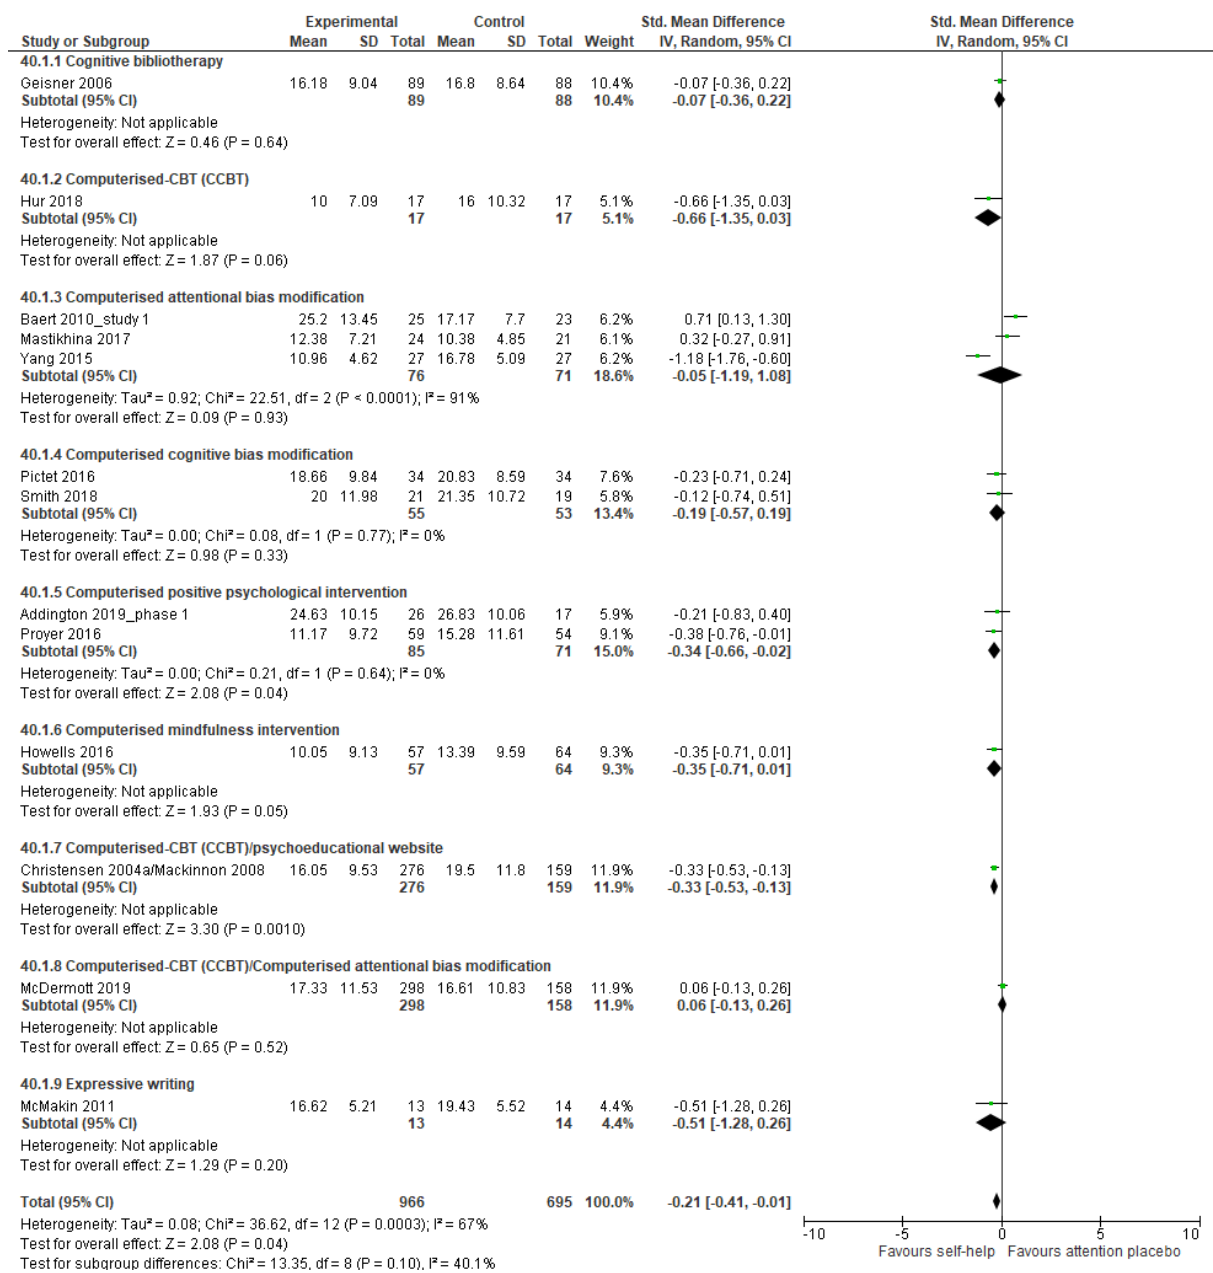 Experimental Control Std. Mean Difference Std. Mean Difference
Study or Subgroup Mean SD Total Mean SD Total Weight IV, Random, 95% CI IV, Random, 95% CI
40.1.1 Cognitive bibliotherapy
Geisner 2006 16.18 9.04 89 16.8 8.64 88 10.4% -0.07 [-0.36, 0.22]
Subtotal (95% CI) 89 88 10.4% -0.07 [-0.36, 0.22]
Heterogeneity: Not applicable
Test for overall effect: Z = 0.46 (P = 0.64)
40.1.2 Computerised-CBT (CCBT)
Hur 2018 10 7.09 17 16 10.32 17 5.1% -0.66 [-1.35, 0.03]
Subtotal (95% CI) 17 17 5.1% -0.66 [-1.35, 0.03]
Heterogeneity: Not applicable
Test for overall effect: Z = 1.87 (P = 0.06)
40.1.3 Computerised attentional bias modification
Baert 2010_study 1 25.2 13.45 25 17.17 7.7 23 6.2% 0.71 [0.13, 1.30]
Mastikhina 2017 12.38 7.21 24 10.38 4.85 21 6.1% 0.32 [-0.27, 0.91]
Yang 2015 10.96 4.62 27 16.78 5.09 27 6.2% -1.18 [-1.76, -0.60]
Subtotal (95% CI) 76 71 18.6% -0.05 [-1.19, 1.08]
Heterogeneity: Tau² = 0.92; Chi² = 22.51, df = 2 (P < 0.0001); I² = 91%
Test for overall effect: Z = 0.09 (P = 0.93)
40.1.4 Computerised cognitive bias modification
Pictet 2016 18.66 9.84 34 20.83 8.59 34 7.6% -0.23 [-0.71, 0.24]
Smith 2018 20 11.98 21 21.35 10.72 19 5.8% -0.12 [-0.74, 0.51]
Subtotal (95% CI) 55 53 13.4% -0.19 [-0.57, 0.19]
Heterogeneity: Tau² = 0.00; Chi² = 0.08, df = 1 (P = 0.77); I² = 0%
Test for overall effect: Z = 0.98 (P = 0.33)
40.1.5 Computerised positive psychological intervention
Addington 2019_phase 1 24.63 10.15 26 26.83 10.06 17 5.9% -0.21 [-0.83, 0.40]
Proyer 2016 11.17 9.72 59 15.28 11.61 54 9.1% -0.38 [-0.76, -0.01]
Subtotal (95% CI) 85 71 15.0% -0.34 [-0.66, -0.02]
Heterogeneity: Tau² = 0.00; Chi² = 0.21, df = 1 (P = 0.64); I² = 0%
Test for overall effect: Z = 2.08 (P = 0.04)
40.1.6 Computerised mindfulness intervention
Howells 2016 10.05 9.13 57 13.39 9.59 64 9.3% -0.35 [-0.71, 0.01]
Subtotal (95% CI) 57 64 9.3% -0.35 [-0.71, 0.01]
Heterogeneity: Not applicable
Test for overall effect: Z = 1.93 (P = 0.05)
40.1.7 Computerised-CBT (CCBT)/psychoeducational website
Christensen 2004a/Mackinnon 2008 16.05 9.53 276 19.5 11.8 159 11.9% -0.33 [-0.53, -0.13]
Subtotal (95% CI) 276 159 11.9% -0.33 [-0.53, -0.13]
Heterogeneity: Not applicable
Test for overall effect: Z = 3.30 (P = 0.0010)
40.1.8 Computerised-CBT (CCBT)/Computerised attentional bias modification
McDermott 2019 17.33 11.53 298 16.61 10.83 158 11.9% 0.06 [-0.13, 0.26]
Subtotal (95% CI) 298 158 11.9% 0.06 [-0.13, 0.26]
Heterogeneity: Not applicable
Test for overall effect: Z = 0.65 (P = 0.52)
40.1.9 Expressive writing
McMakin 2011 16.62 5.21 13 19.43 5.52 14 4.4% -0.51 [-1.28, 0.26]
Subtotal (95% CI) 13 14 4.4% -0.51 [-1.28, 0.26]
Heterogeneity: Not applicable
Test for overall effect: Z = 1.29 (P = 0.20)
Total (95% CI) 966 695 100.0% -0.21 [-0.41, -0.01]
Heterogeneity: Tau² = 0.08; Chi² = 36.62, df = 12 (P = 0.0003); I² = 67%
Test for overall effect: Z = 2.08 (P = 0.04)
Test for subgroup differences: Chi² = 13.35, df = 8 (P = 0.10), I² = 40.1%
-10 -5 0 5 10
Favours self-help Favours attention placebo